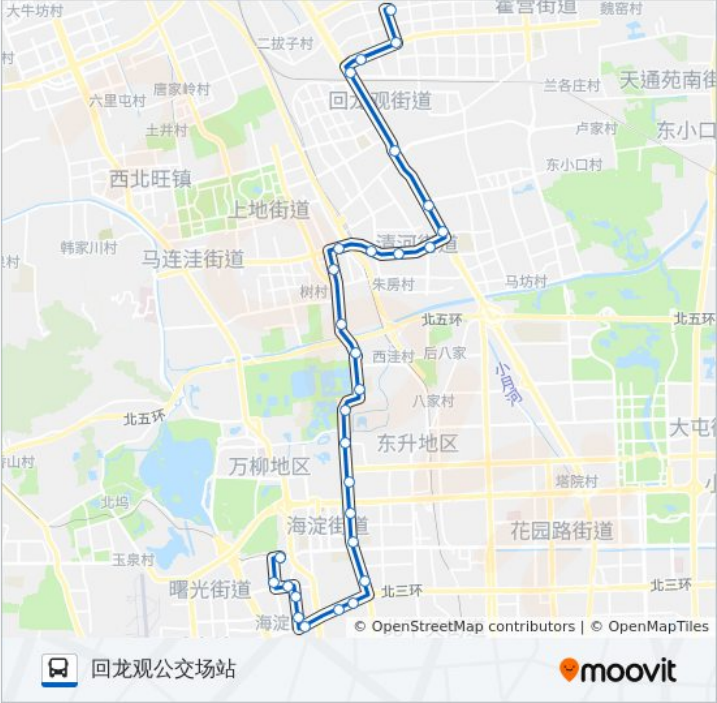 大牛坊村
霍营街道
魏窑村
二拔子村
唐家岭村
六里屯村
回龙观街道
兰各庄村
天通苑南街
土井村
卢家村
东小口
西北旺镇
东小口村
上地街道
清河街道
韩家川村
马连洼街道
树村
朱房村
马坊村
北五环
北五环
西洼村
后八家
小月河
八家村
北五环
东升地区
大屯街
香山村
万柳地区
塔院村
北坞
海淀街道
花园路街道
玉泉村
曙光街道
北三环
北三环
海淀
© OpenStreetMap contributors | © OpenMapTiles
回龙观公交场站
moovit